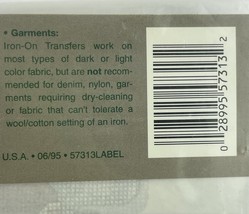 • Garments:
Iron-On Transfers work on
most types of dark or light
color fabric, but are not recom-
mended for denim, nylon, gar-
ments requiring dry-cleaning
or fabric that can't tolerate a
wool/cotton setting of an iron.
U.S.A. • 06/95 • 57313LABEL
0 28995 57313 2